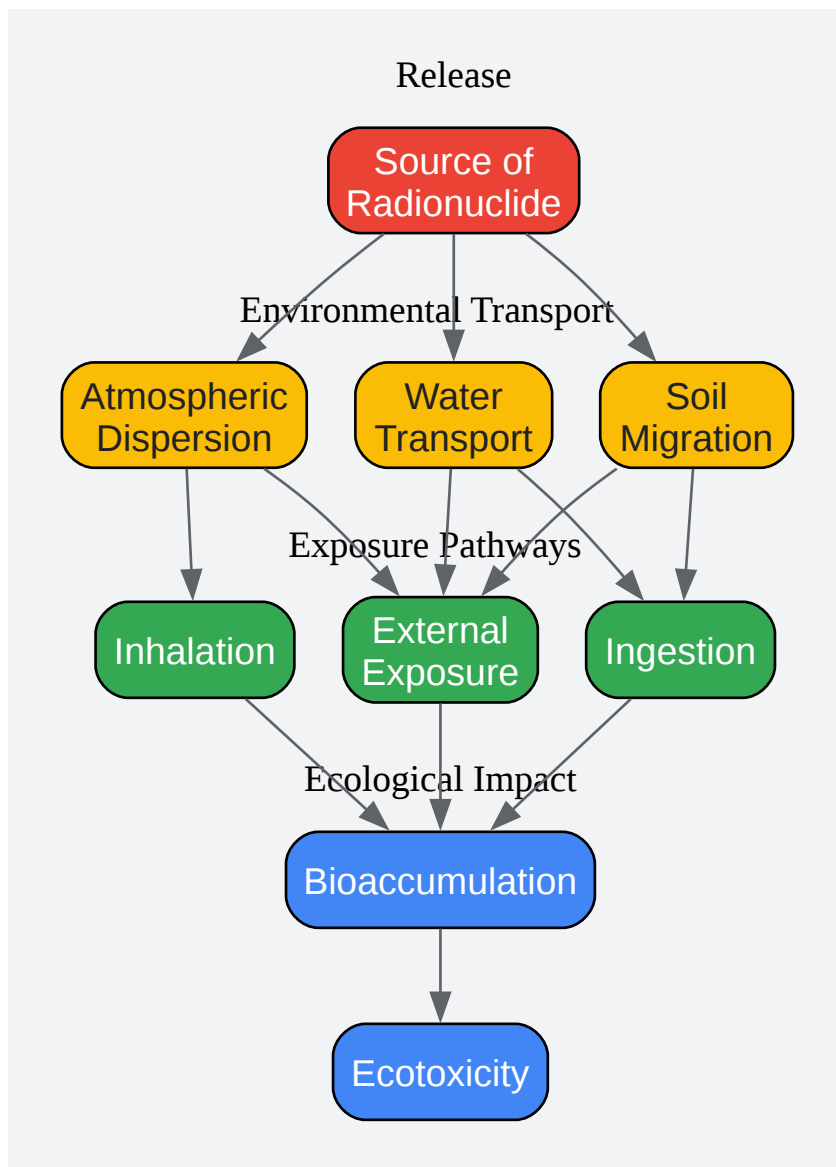 Release
Source of
Radionuclide
Environmental Transport
Atmospheric
Dispersion
Water
Transport
Soil
Migration
Exposure Pathways
Inhalation
External
Exposure
Ingestion
Ecological Impact
Bioaccumulation
Ecotoxicity